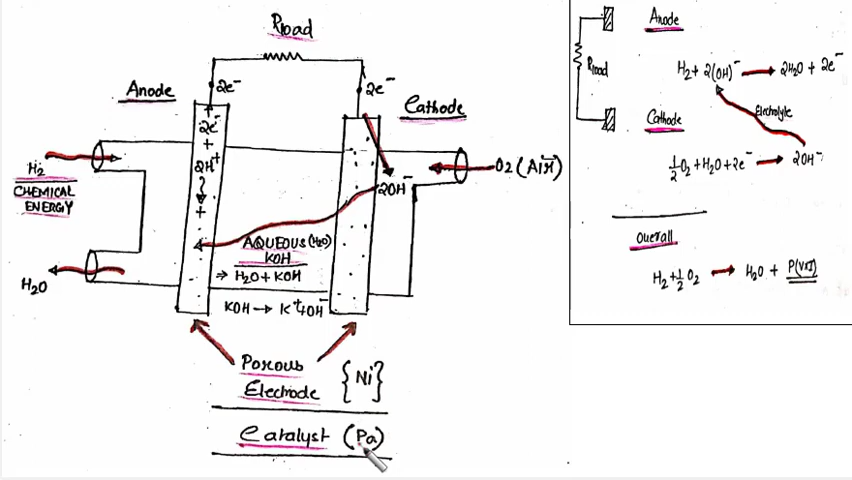 Rload
2e⁻
2e⁻
Anode
Cathode
2e⁻
+
2H⁺
+
H₂
CHEMICAL
ENERGY
O₂ (Air)
2OH⁻
AQUEOUS (H₂O)
KOH
⇒ H₂O + KOH
H₂O
KOH → K⁺+OH⁻
Porous
Electrode {Ni}
Catalyst (Pa)
Anode
Rload
H₂ + 2(OH)⁻ → 2H₂O + 2e⁻
Electrolyte
Cathode
½O₂ + H₂O + 2e⁻ → 2OH⁻
Overall
H₂ + ½O₂ → H₂O + P(VxI)